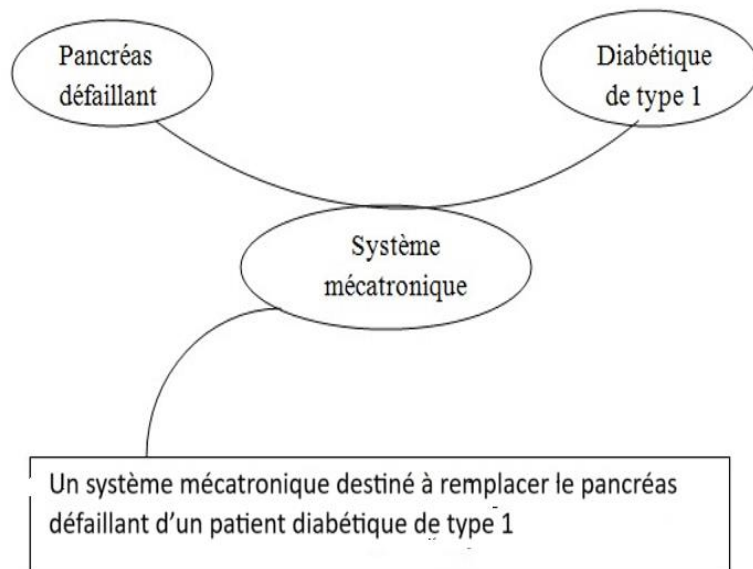 Pancréas
défaillant
Diabétique
de type 1
Système
mécatronique
Un système mécatronique destiné à remplacer le pancréas
défaillant d'un patient diabétique de type 1